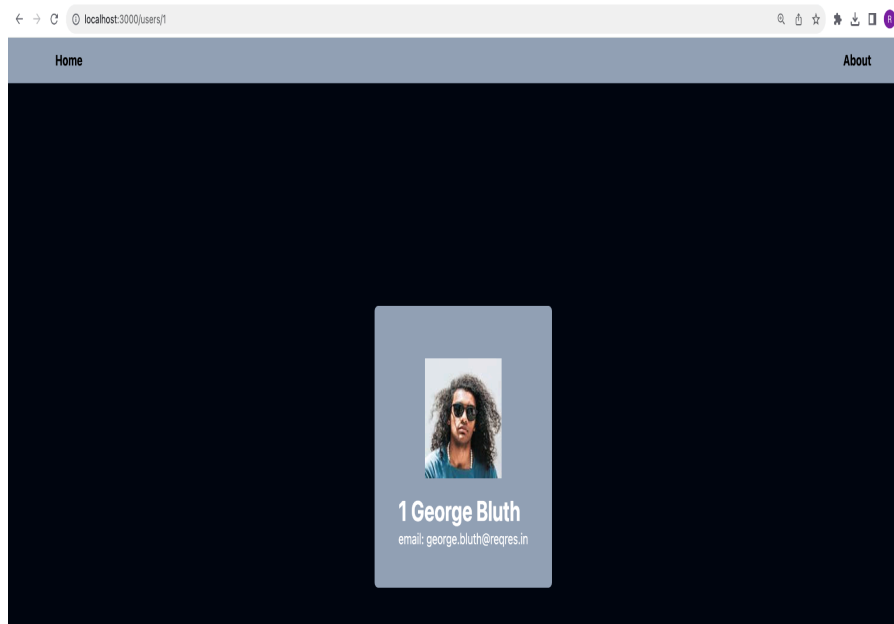 localhost:3000/users/1
R
Home
About
1 George Bluth
email: george.bluth@reqres.in